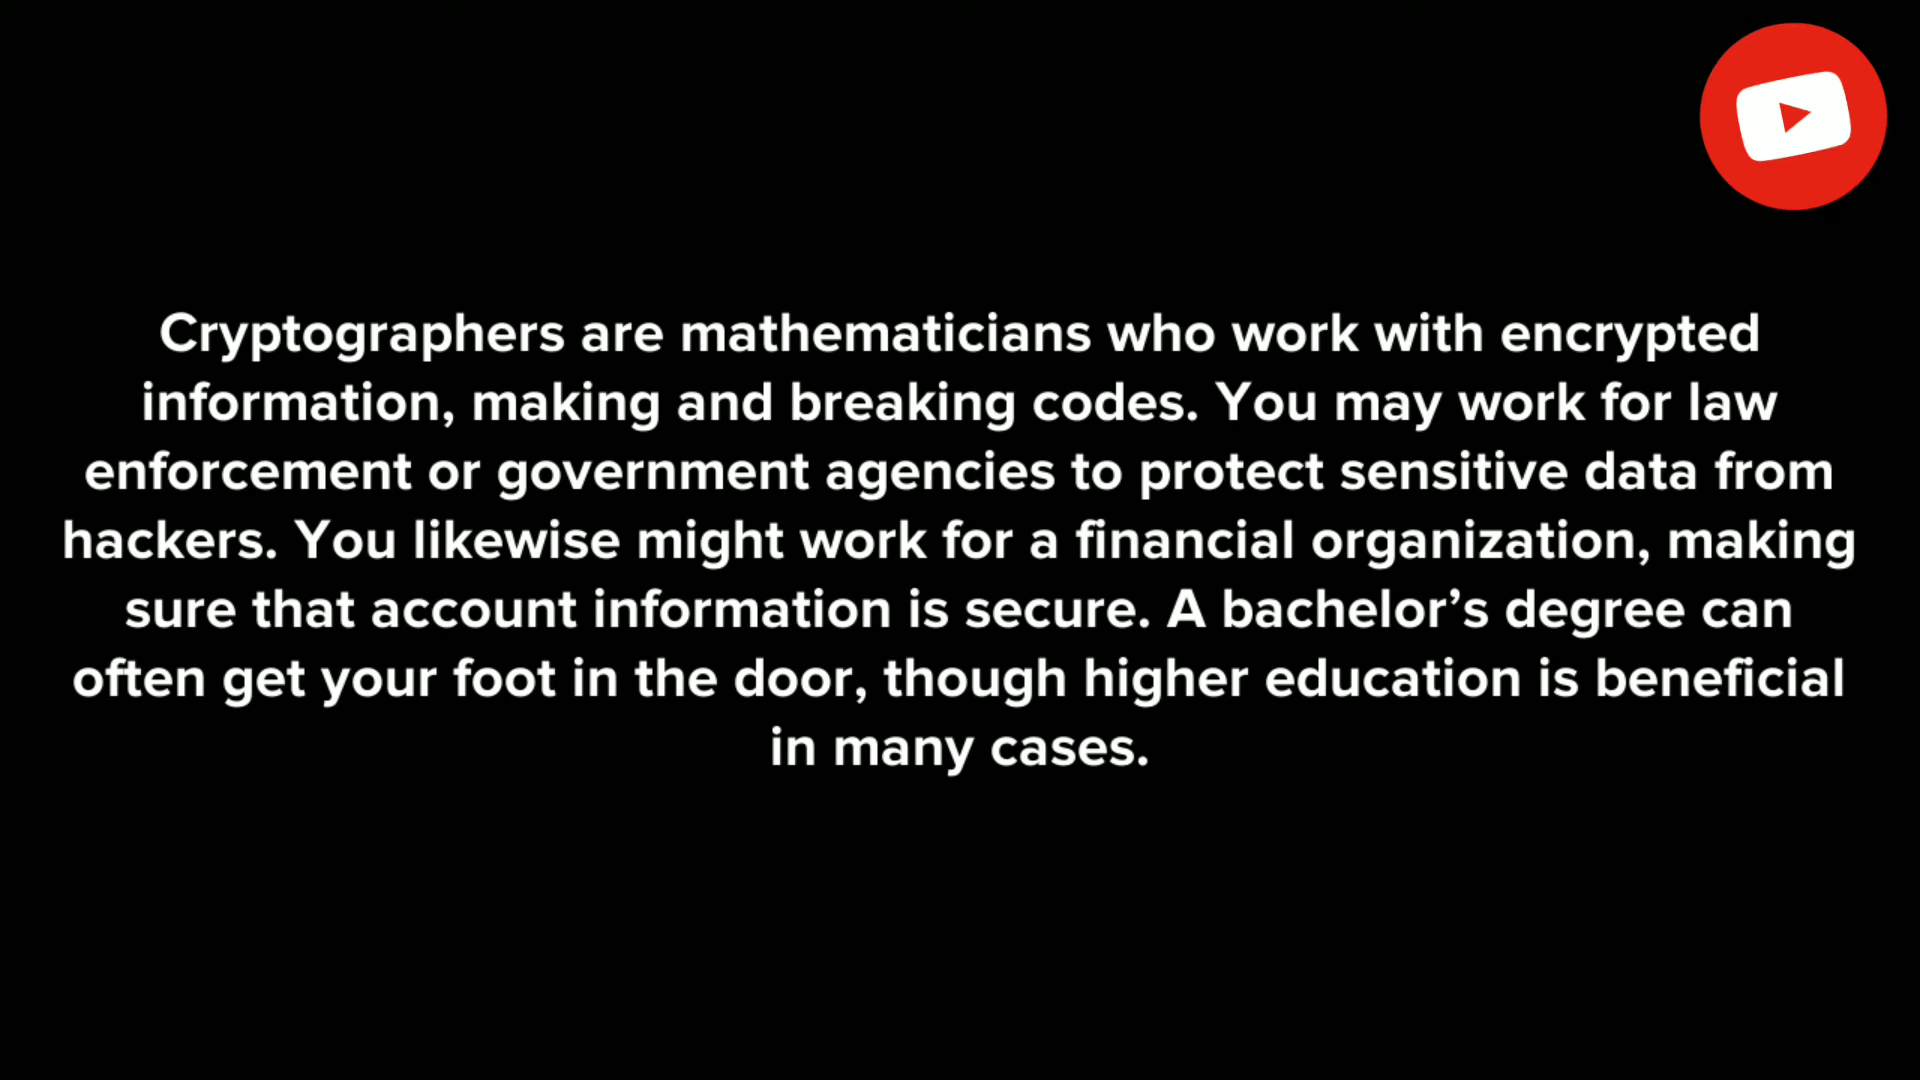 Cryptographers are mathematicians who work with encrypted
information, making and breaking codes. You may work for law
enforcement or government agencies to protect sensitive data from
hackers. You likewise might work for a financial organization, making
sure that account information is secure. A bachelor’s degree can
often get your foot in the door, though higher education is beneficial
in many cases.